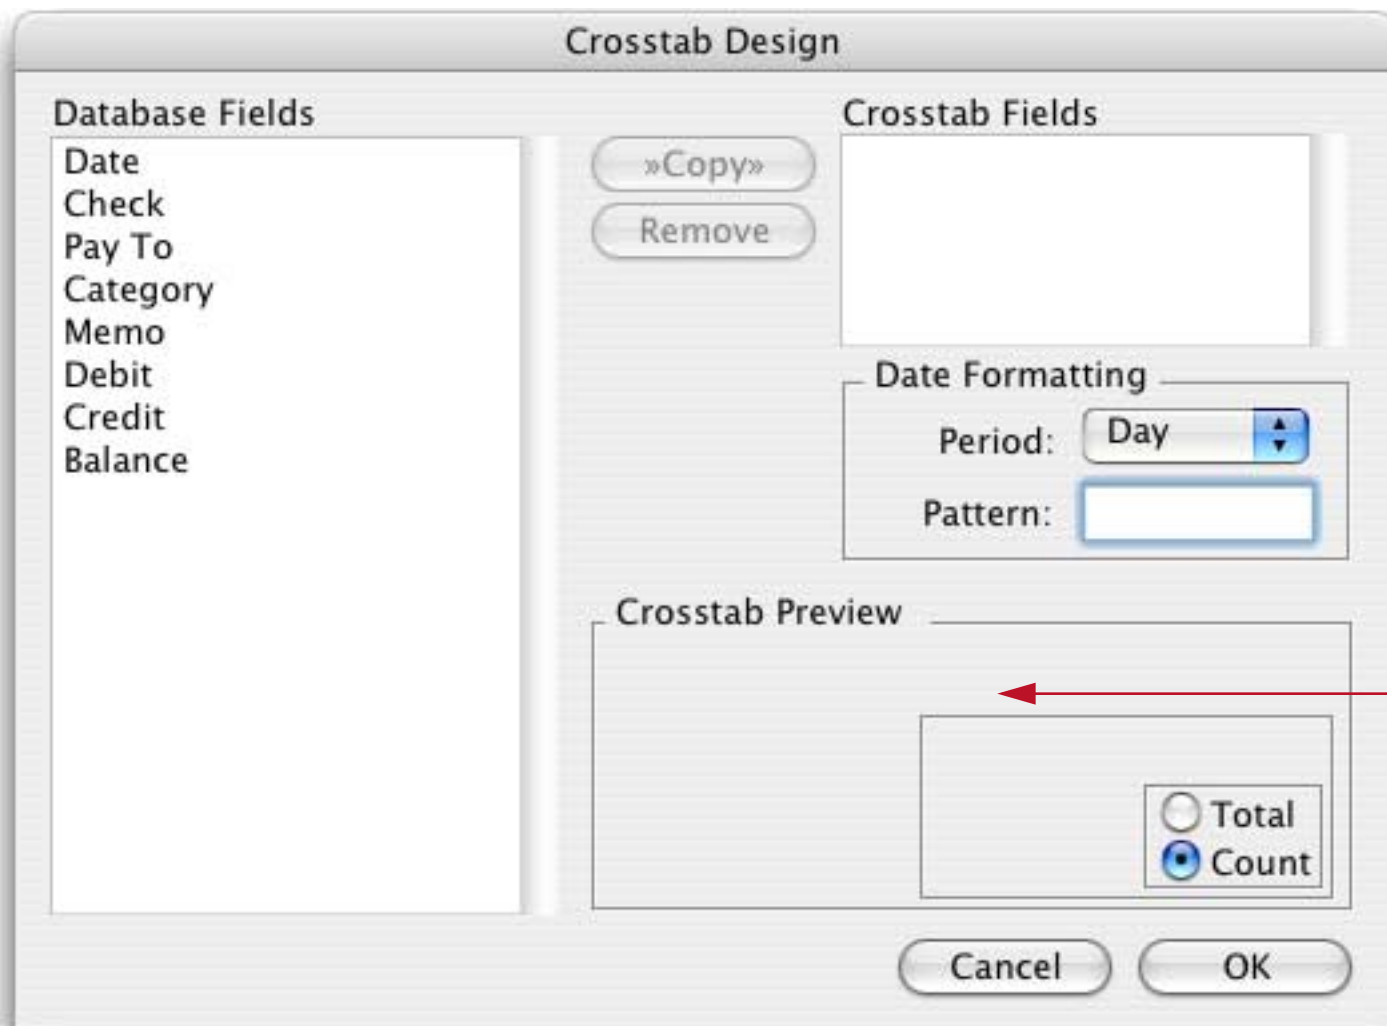 Crosstab Design
Database Fields
Date
Check
Pay To
Category
Memo
Debit
Credit
Balance
»Copy»
Remove
Crosstab Fields
Date Formatting
Period: Day
Pattern:
Crosstab Preview
Total
Count
Cancel
OK